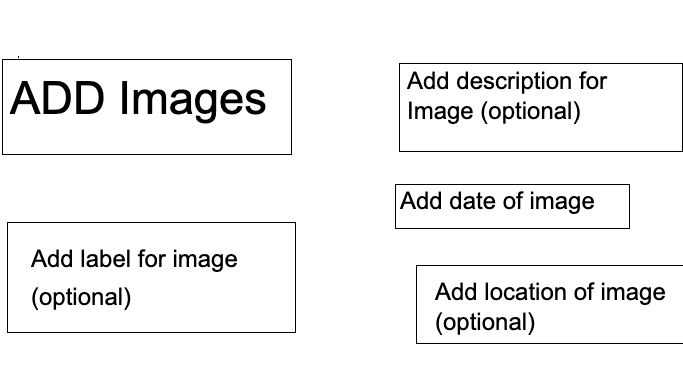 ADD Images
Add label for image
(optional)
Add description for
Image (optional)
Add date of image
Add location of image
(optional)